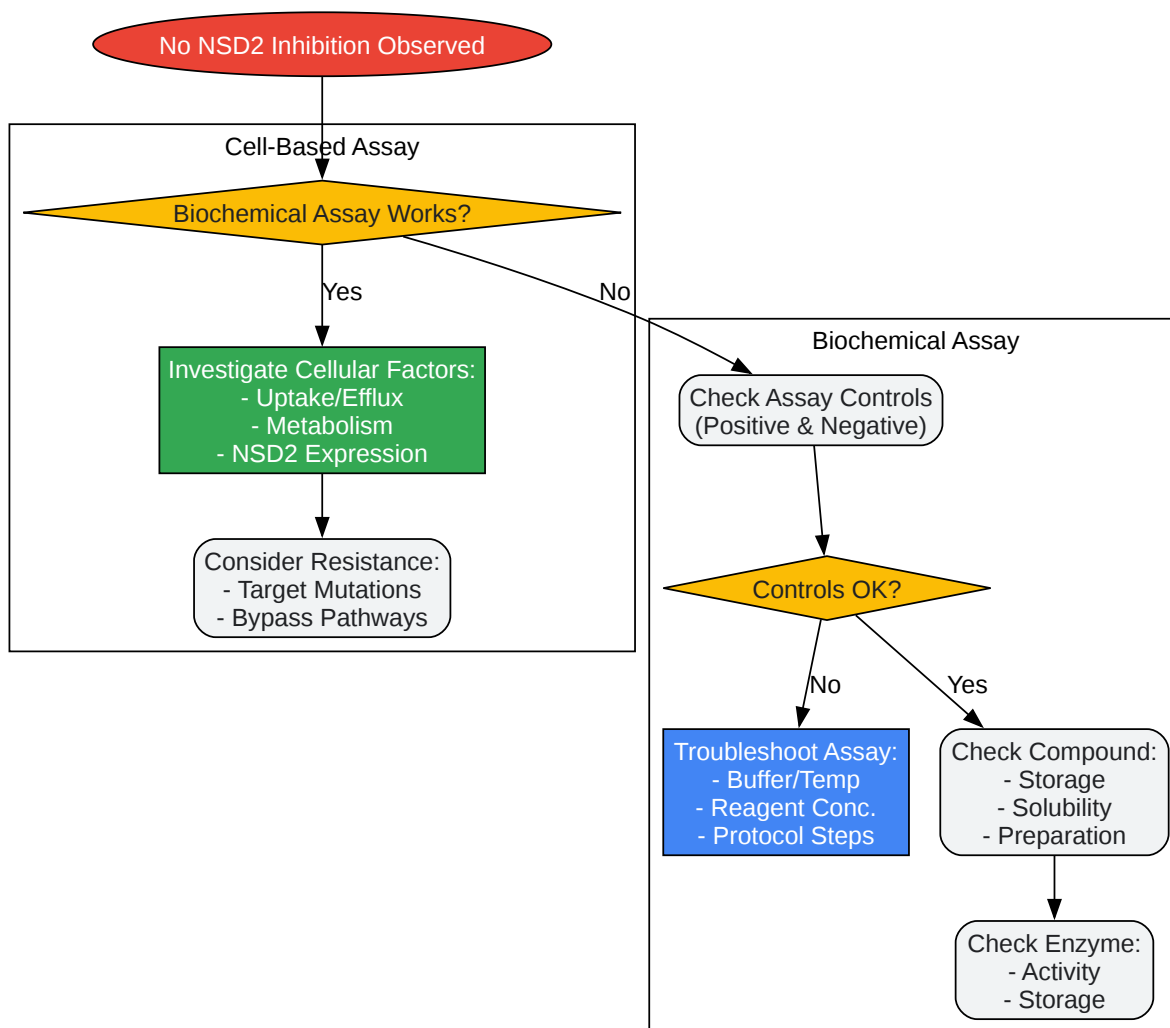 No NSD2 Inhibition Observed
Cell-Based Assay
Biochemical Assay Works?
Yes
No
Investigate Cellular Factors:
- Uptake/Efflux
- Metabolism
- NSD2 Expression
Consider Resistance:
- Target Mutations
- Bypass Pathways
Biochemical Assay
Check Assay Controls
(Positive & Negative)
Controls OK?
No
Yes
Troubleshoot Assay:
- Buffer/Temp
- Reagent Conc.
- Protocol Steps
Check Compound:
- Storage
- Solubility
- Preparation
Check Enzyme:
- Activity
- Storage